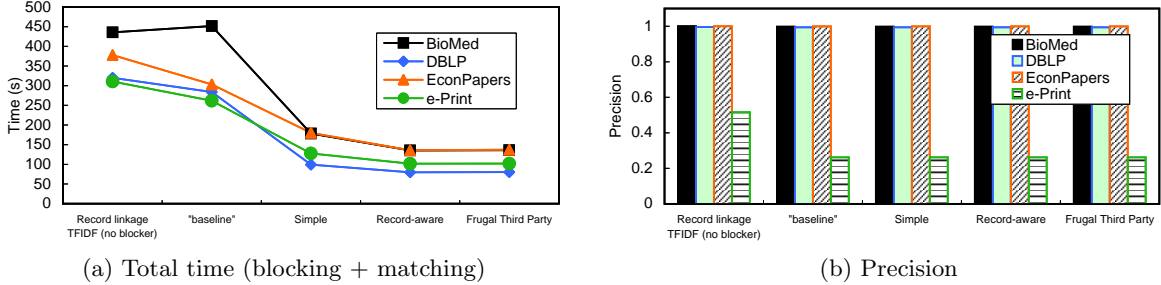 500
450
400
350
300
250
200
150
100
50
0
Time (s)
BioMed
DBLP
EconPapers
e-Print
Record linkage
TFIDF (no blocker)
"baseline"
Simple
Record-aware
Frugal Third Party
(a) Total time (blocking + matching)
1
0.8
0.6
0.4
0.2
0
Precision
BioMed
DBLP
EconPapers
e-Print
Record linkage
TFIDF (no blocker)
"baseline"
Simple
Record-aware
Frugal Third Party
(b) Precision